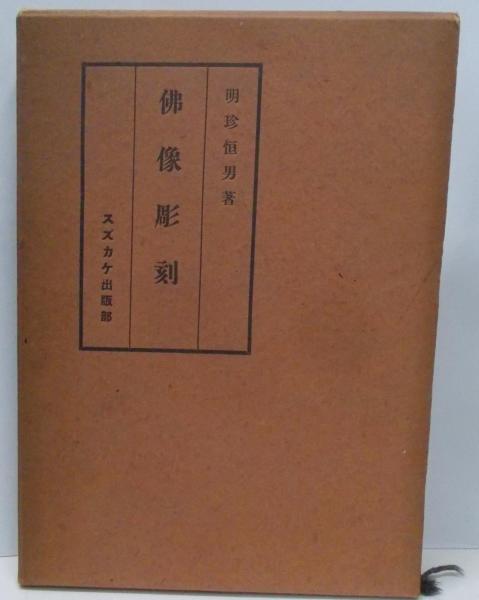 明珍恒男著
佛像彫刻
スズカケ出版部